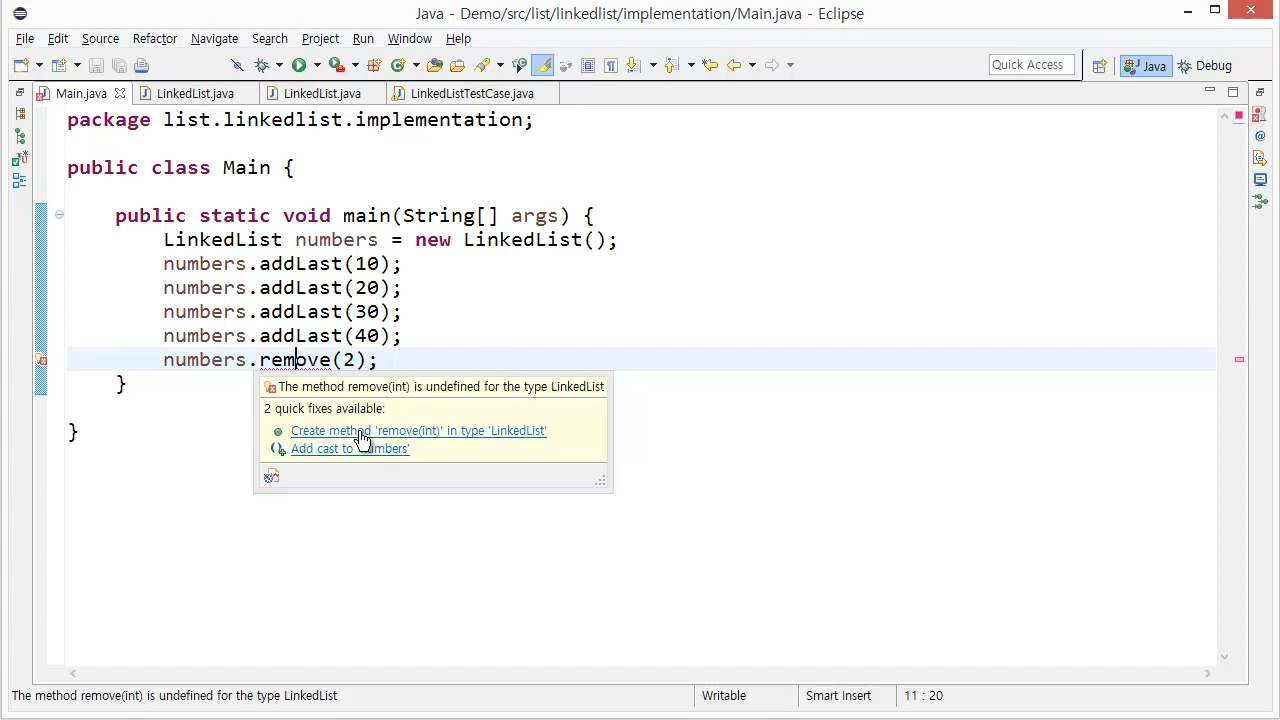 Java - Demo/src/list/linkedlist/implementation/Main.java - Eclipse
File Edit Source Refactor Navigate Search Project Run Window Help
Quick Access Java Debug
Main.java LinkedList.java LinkedList.java LinkedListTestCase.java
package list.linkedlist.implementation;
public class Main {
public static void main(String[] args) {
LinkedList numbers = new LinkedList();
numbers.addLast(10);
numbers.addLast(20);
numbers.addLast(30);
numbers.addLast(40);
numbers.remove(2);
}
}
The method remove(int) is undefined for the type LinkedList
2 quick fixes available:
Create method 'remove(int)' in type 'LinkedList'
Add cast to 'numbers'
The method remove(int) is undefined for the type LinkedList Writable Smart Insert 11 : 20